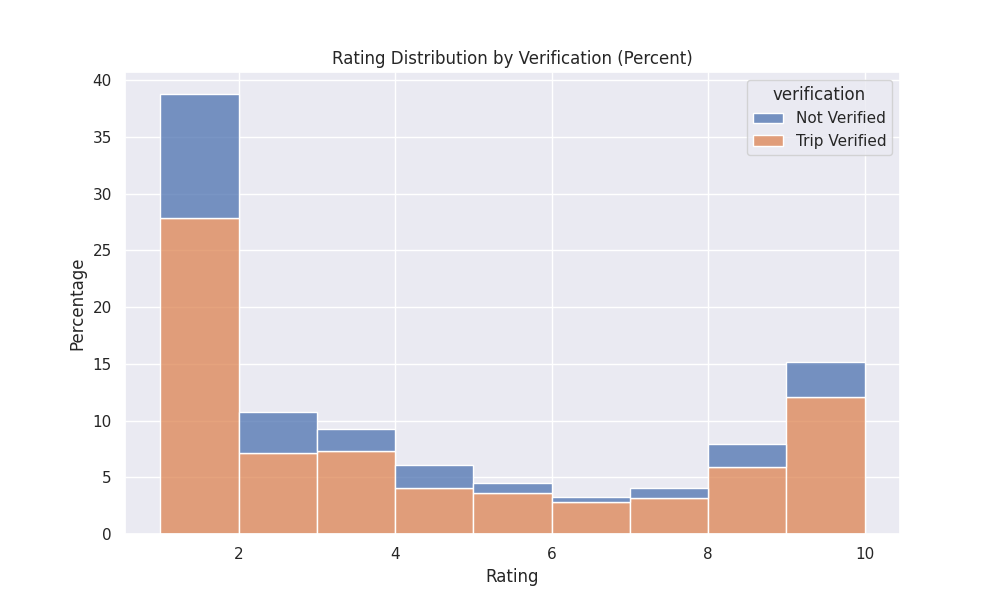 Rating Distribution by Verification (Percent)
verification
Not Verified
Trip Verified
Percentage
40
35
30
25
20
15
10
5
0
2 4 6 8 10
Rating